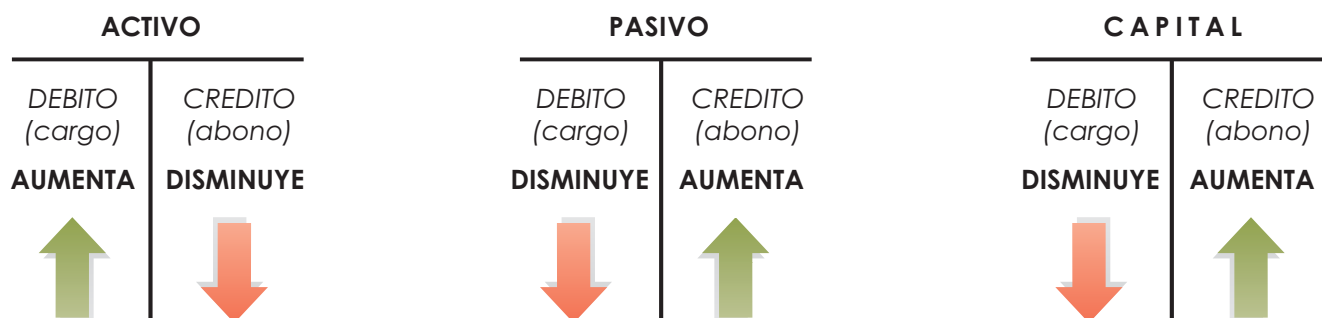 ACTIVO
DEBITO
(cargo)
AUMENTA
CREDITO
(abono)
DISMINUYE
PASIVO
DEBITO
(cargo)
DISMINUYE
CREDITO
(abono)
AUMENTA
CAPITAL
DEBITO
(cargo)
DISMINUYE
CREDITO
(abono)
AUMENTA